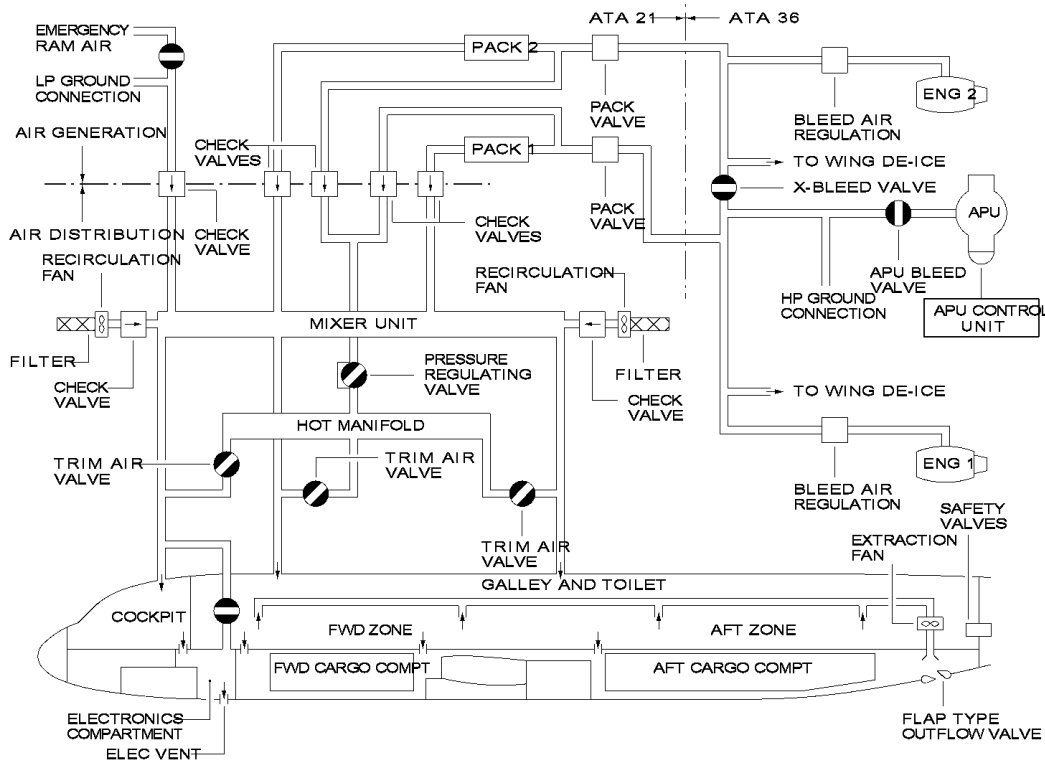 EMERGENCY
RAM AIR
LP GROUND
CONNECTION
AIR GENERATION
AIR DISTRIBUTION
RECIRCULATION
FAN
FILTER
CHECK
VALVE
CHECK
VALVE
CHECK
VALVES
PACK 2
PACK 1
ATA 21
ATA 36
PACK
VALVE
PACK
VALVE
CHECK
VALVES
RECIRCULATION
FAN
BLEED AIR
REGULATION
ENG 2
TO WING DE-ICE
X-BLEED VALVE
APU
APU BLEED
VALVE
HP GROUND
CONNECTION
APU CONTROL
UNIT
MIXER UNIT
PRESSURE
REGULATING
VALVE
FILTER
CHECK
VALVE
TO WING DE-ICE
HOT MANIFOLD
TRIM AIR
VALVE
TRIM AIR
VALVE
TRIM AIR
VALVE
ENG 1
BLEED AIR
REGULATION
SAFETY
VALVES
EXTRACTION
FAN
GALLEY AND TOILET
COCKPIT
FWD ZONE
AFT ZONE
FWD CARGO COMPT
AFT CARGO COMPT
ELECTRONICS
COMPARTMENT
ELEC VENT
FLAP TYPE
OUTFLOW VALVE